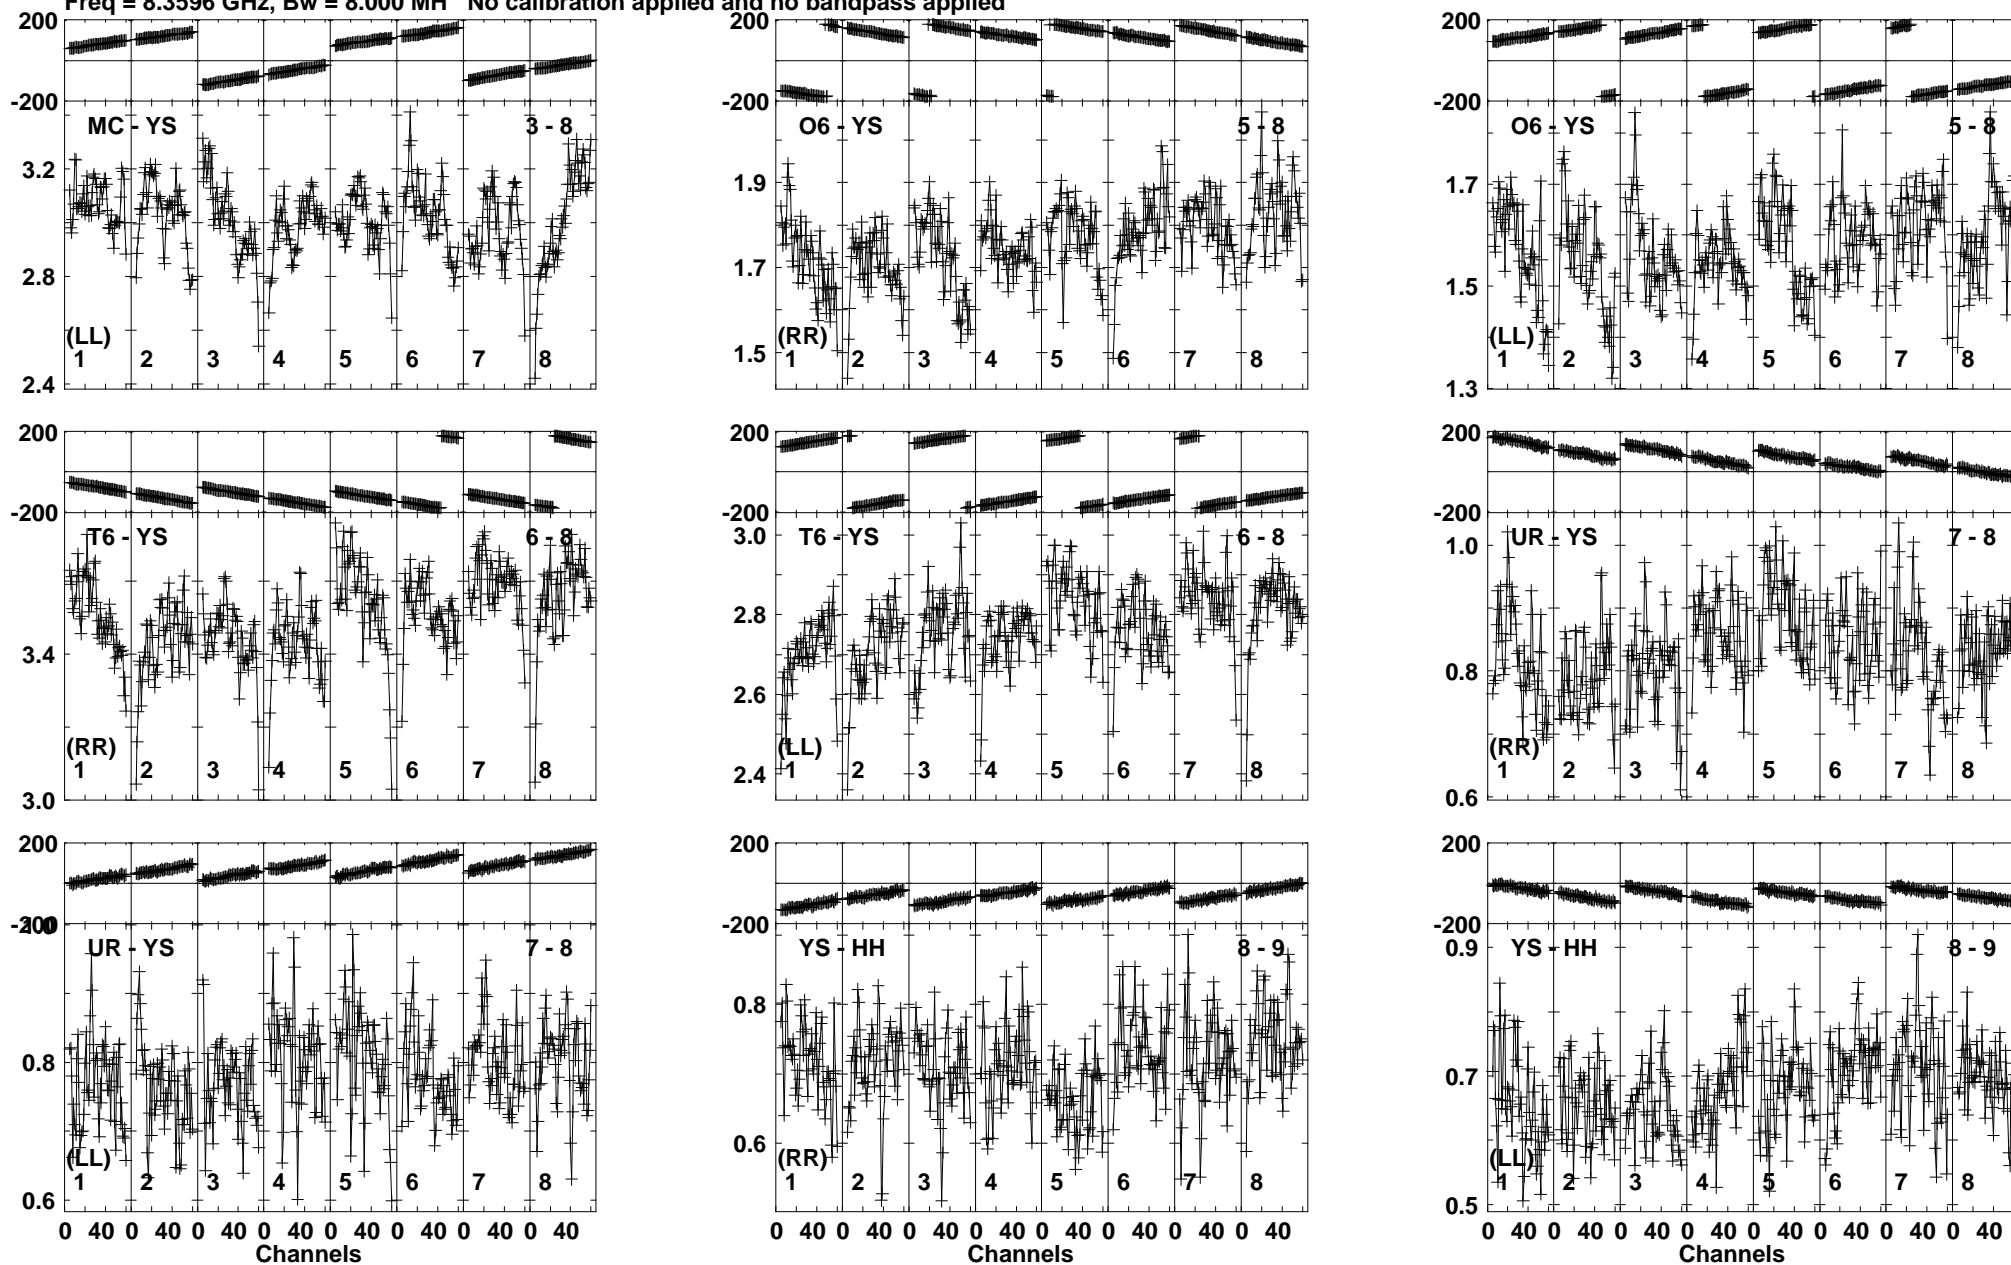 Freq = 8.3596 GHz, Bw = 8.000 MH No calibration applied and no bandpass applied
200 200 200
-200 -200 -200
MC - YS 3 - 8 O6 - YS 5 - 8 O6 - YS 5 - 8
3.2 1.9 1.7
2.8 1.7 1.5
(LL) (RR) (LL)
1 2 3 4 5 6 7 8 1 2 3 4 5 6 7 8 1 2 3 4 5 6 7 8
2.4 1.5 1.3
200 200 200
-200 -200 -200
T6 - YS 6 - 8 T6 - YS 6 - 8 UR - YS 7 - 8
3.0 1.0
3.4 2.8 0.8
2.6
(RR) (LL) (RR)
1 2 3 4 5 6 7 8 1 2 3 4 5 6 7 8 1 2 3 4 5 6 7 8
3.0 2.4 0.6
200 200 200
-200 -200 -200
UR - YS 7 - 8 YS - HH 8 - 9 YS - HH 8 - 9
0.9
0.8 0.8 0.7
0.6
(LL) (RR) (LL)
1 2 3 4 5 6 7 8 1 2 3 4 5 6 7 8 1 2 3 4 5 6 7 8
0.6 0.5
0 40 0 40 0 40 0 40 0 40 0 40 0 40 0 40 0 40 0 40 0 40 0 40 0 40 0 40 0 40 0 40 0 40 0 40 0 40 0 40 0 40 0 40 0 40 0 40
Channels Channels Channels